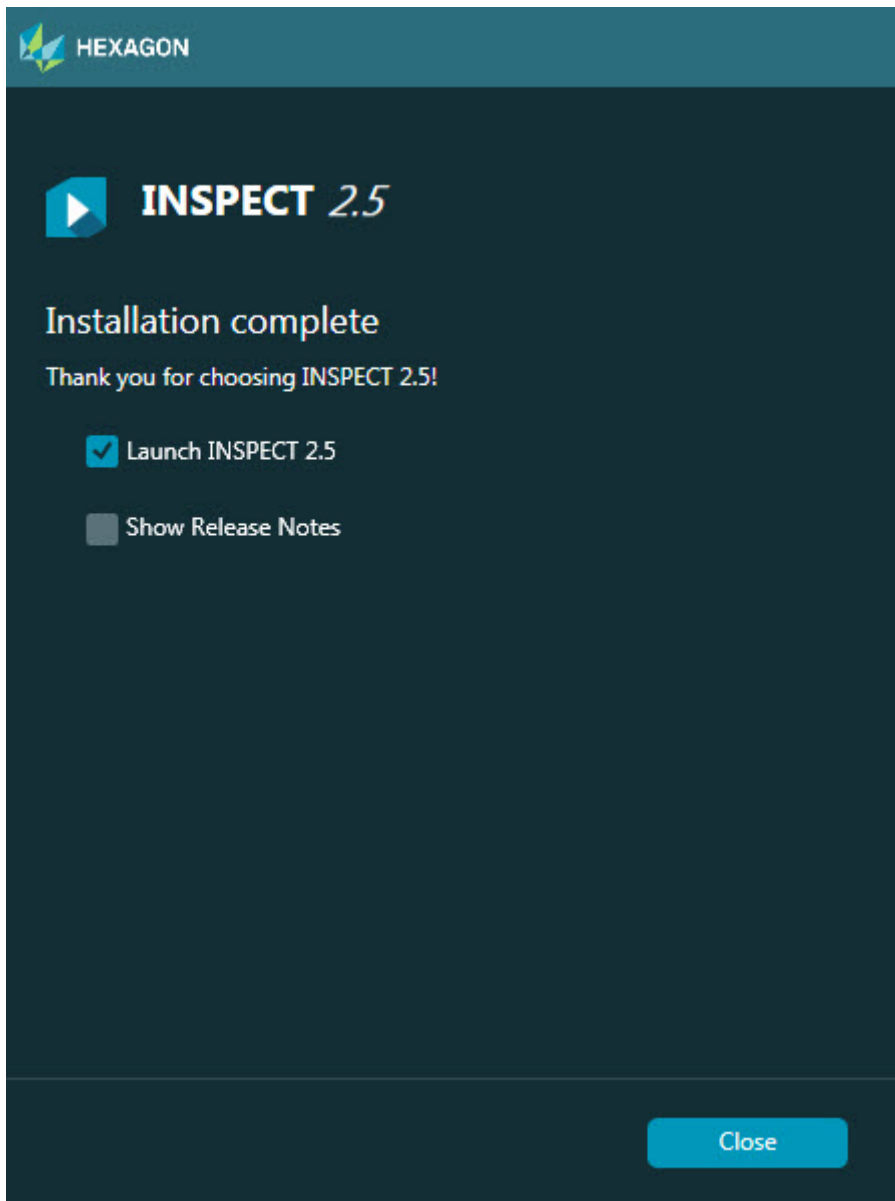 HEXAGON
INSPECT 2.5
Installation complete
Thank you for choosing INSPECT 2.5!
Launch INSPECT 2.5
Show Release Notes
Close